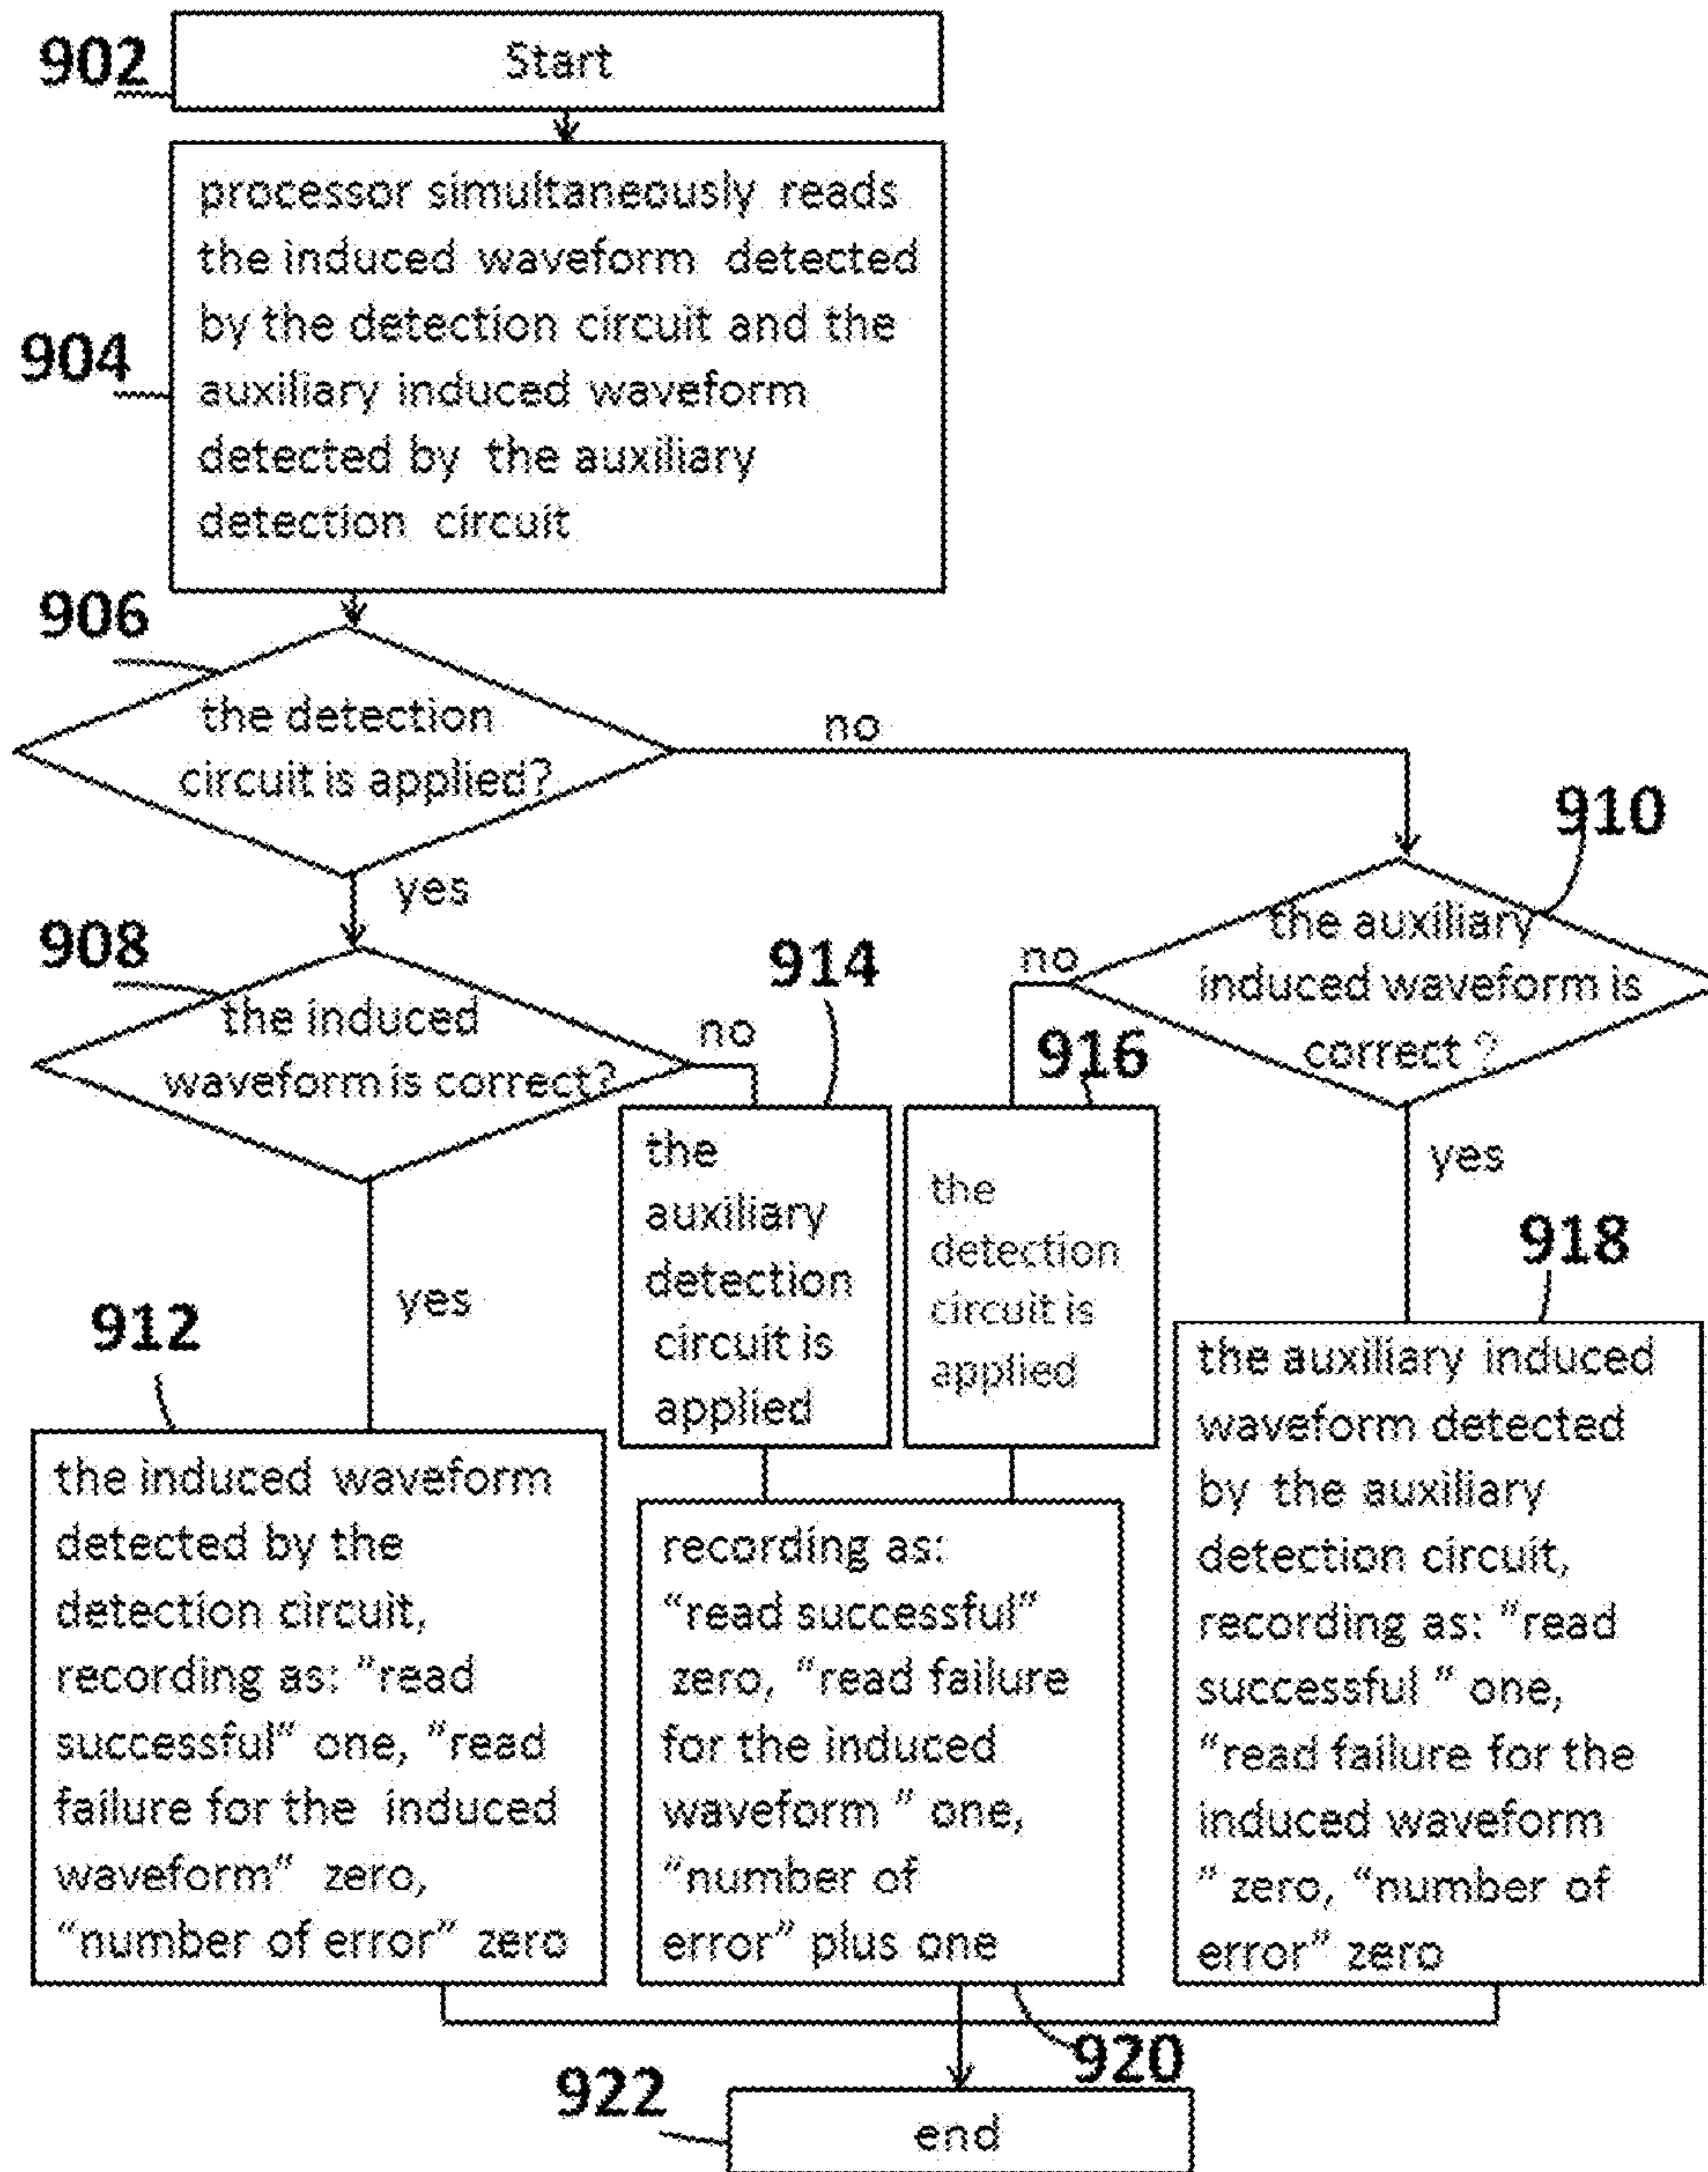 902
Start
904
processor simultaneously reads
the induced waveform detected
by the detection circuit and the
auxiliary induced waveform
detected by the auxiliary
detection circuit
906
the detection
circuit is applied?
no
yes
910
the auxiliary
induced waveform is
correct ?
no
yes
908
the induced
waveform is correct?
no
yes
914
the
auxiliary
detection
circuit is
applied
916
the
detection
circuit is
applied
912
the induced waveform
detected by the
detection circuit,
recording as: "read
successful" one, "read
failure for the induced
waveform" zero,
"number of error" zero
recording as:
"read successful"
zero, "read failure
for the induced
waveform " one,
"number of
error" plus one
920
918
the auxiliary induced
waveform detected
by the auxiliary
detection circuit,
recording as: "read
successful " one,
"read failure for the
induced waveform
" zero, "number of
error" zero
922
end